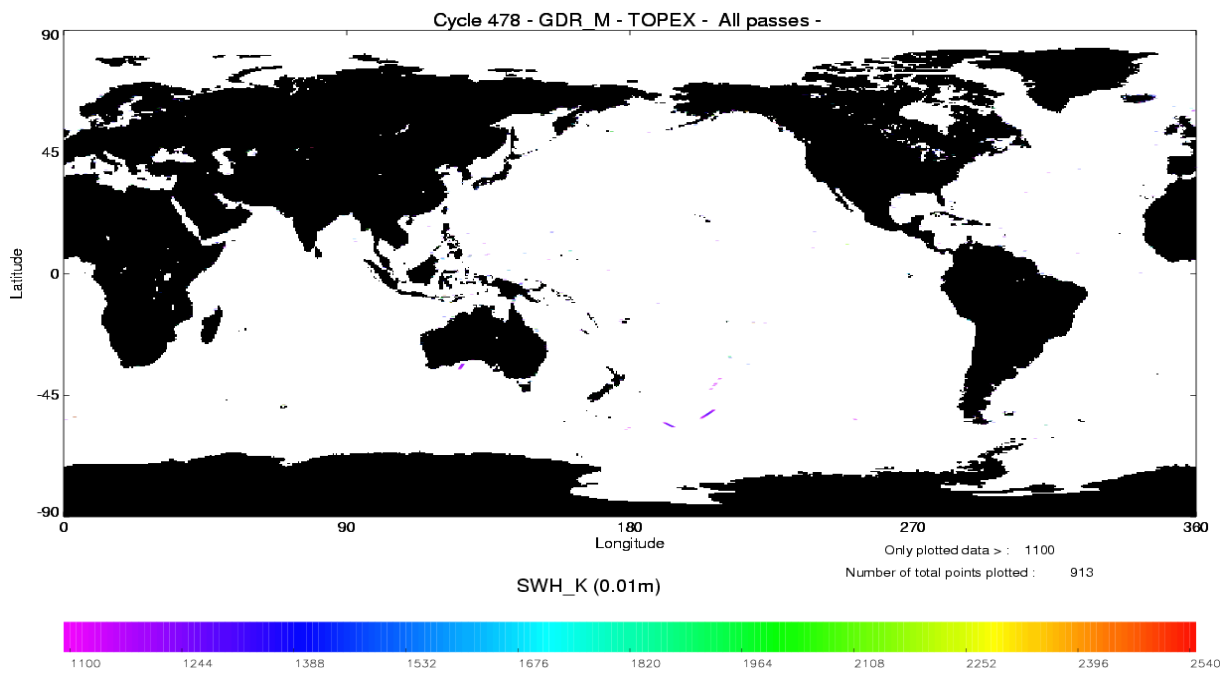 Cycle 478 - GDR_M - TOPEX - All passes -
90
45
0
-45
-90
Latitude
0 90 180 270 360
Longitude
Only plotted data > : 1100
Number of total points plotted : 913
SWH_K (0.01m)
1100 1244 1388 1532 1676 1820 1964 2108 2252 2396 2540